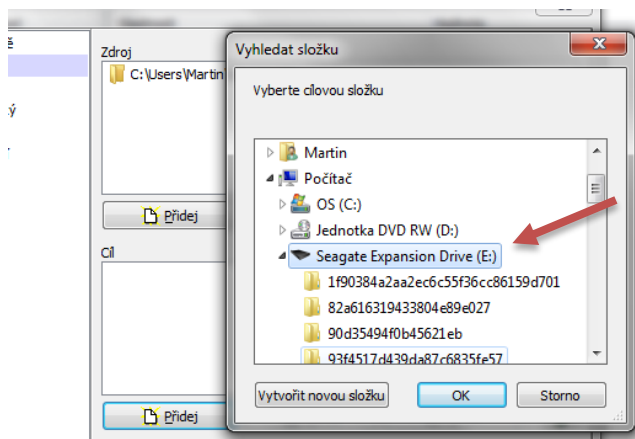 Zdroj
C:\Users\Martin
Přidej
Cíl
Přidej
Vyhledat složku
Vyberte cílovou složku
Martin
Počítač
OS (C:)
Jednotka DVD RW (D:)
Seagate Expansion Drive (E:)
1f90384a2aa2ec6c55f36cc86159d701
82a616319433804e89e027
90d35494f0b45621eb
93f4517d439da87c6835fe57
Vytvořit novou složku
OK
Storno